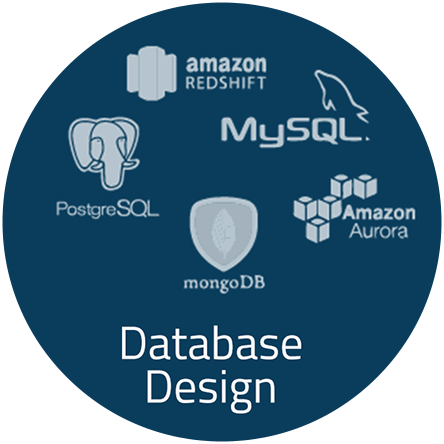 amazon
REDSHIFT
MySQL.
PostgreSQL
Amazon
Aurora
mongoDB
Database
Design